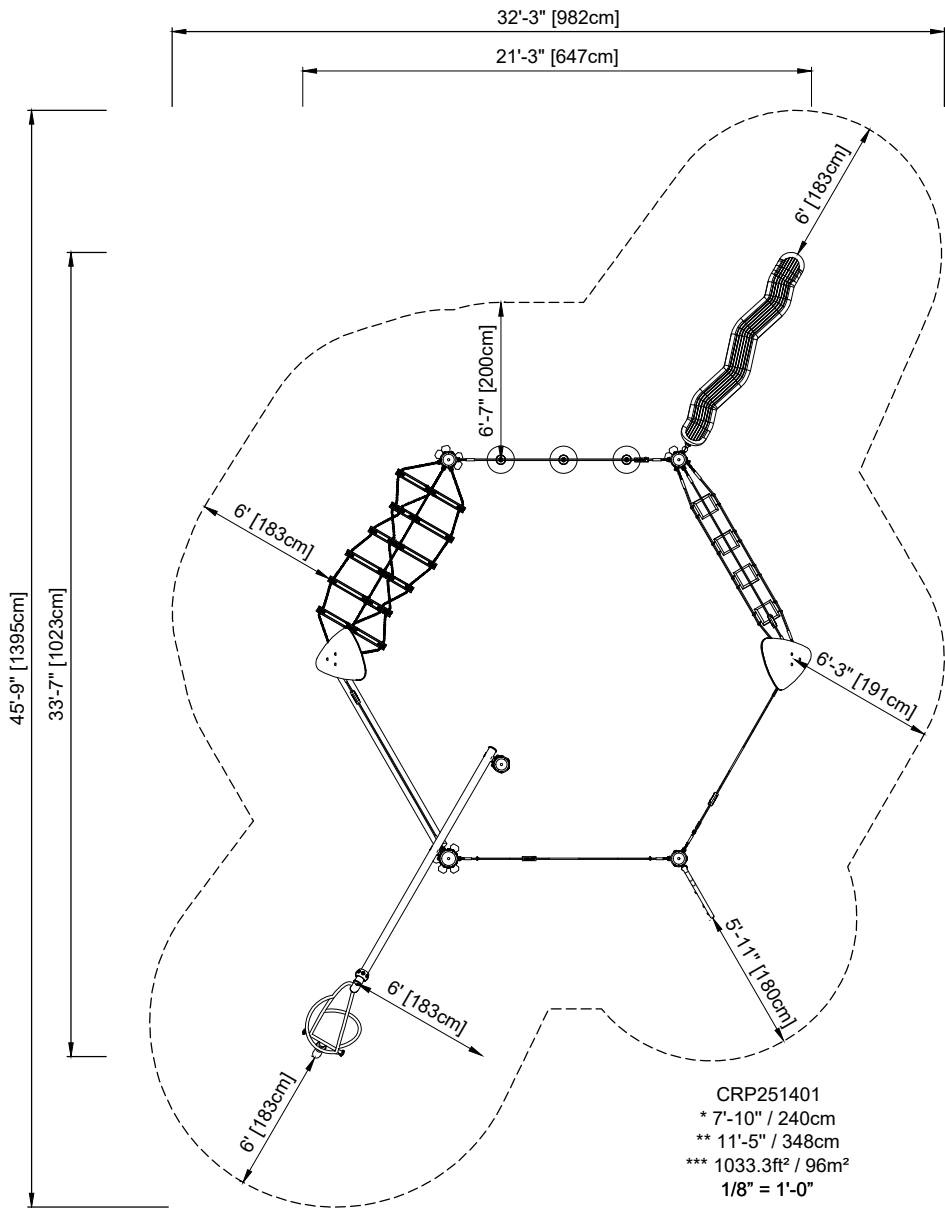 32'-3" [982cm]
21'-3" [647cm]
6' [183cm]
6'-7" [200cm]
6' [183cm]
45'-9" [1395cm]
33'-7" [1023cm]
6'-3" [191cm]
5'-11" [180cm]
6' [183cm]
6' [183cm]
CRP251401
* 7'-10" / 240cm
** 11'-5" / 348cm
*** 1033.3ft² / 96m²
1/8” = 1'-0”